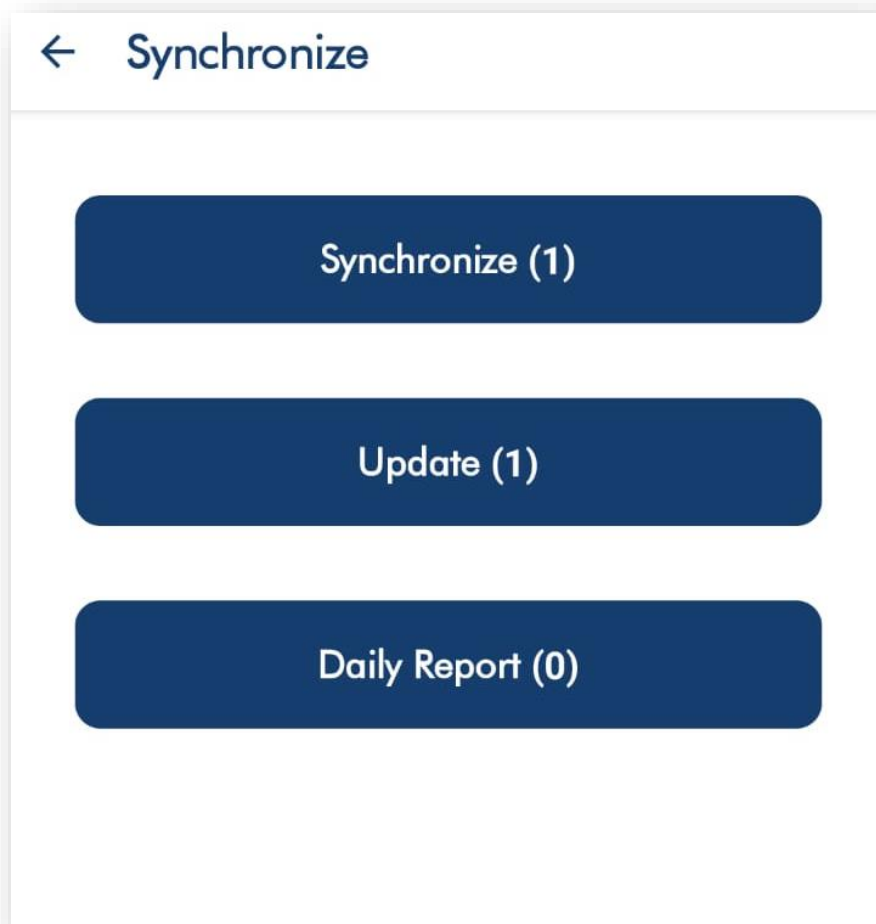 Synchronize
Synchronize (1)
Update (1)
Daily Report (0)